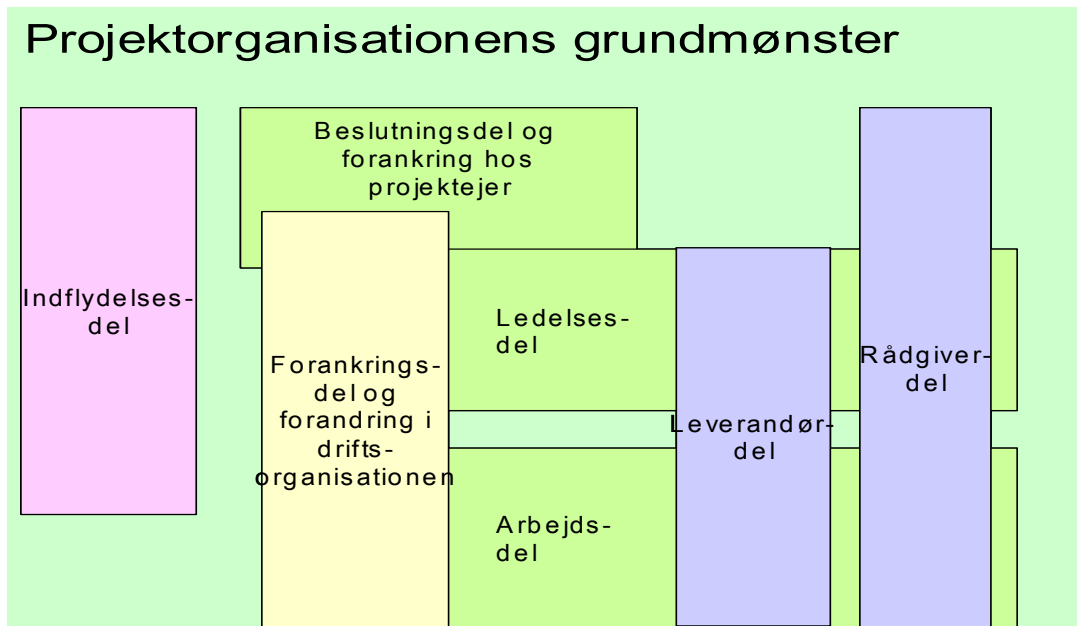 Projektorganisationens grundmønster
Beslutningsdel og
forankring hos
projektejer
Indflydelses-
del
Forankrings-
del og
forandring i
drifts-
organisationen
Ledelses-
del
Arbejds-
del
Leverandør-
del
Rådgiver-
del